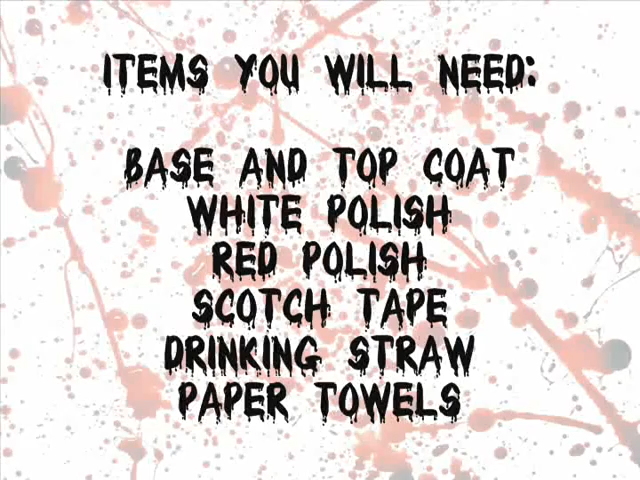 ITEMS YOU WILL NEED:
BASE AND TOP COAT
WHITE POLISH
RED POLISH
SCOTCH TAPE
DRINKING STRAW
PAPER TOWELS